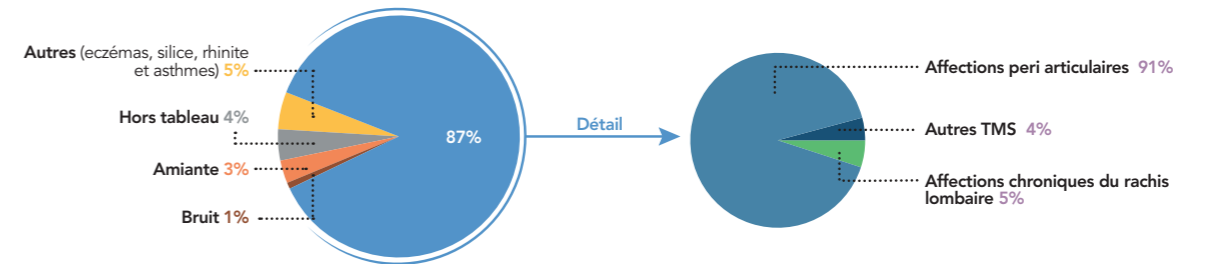 Autres (eczémas, silice, rhinite
et asthmes) 5%
Hors tableau 4%
Amiante 3%
Bruit 1%
87%
Détail
Affections peri articulaires 91%
Autres TMS 4%
Affections chroniques du rachis
lombaire 5%